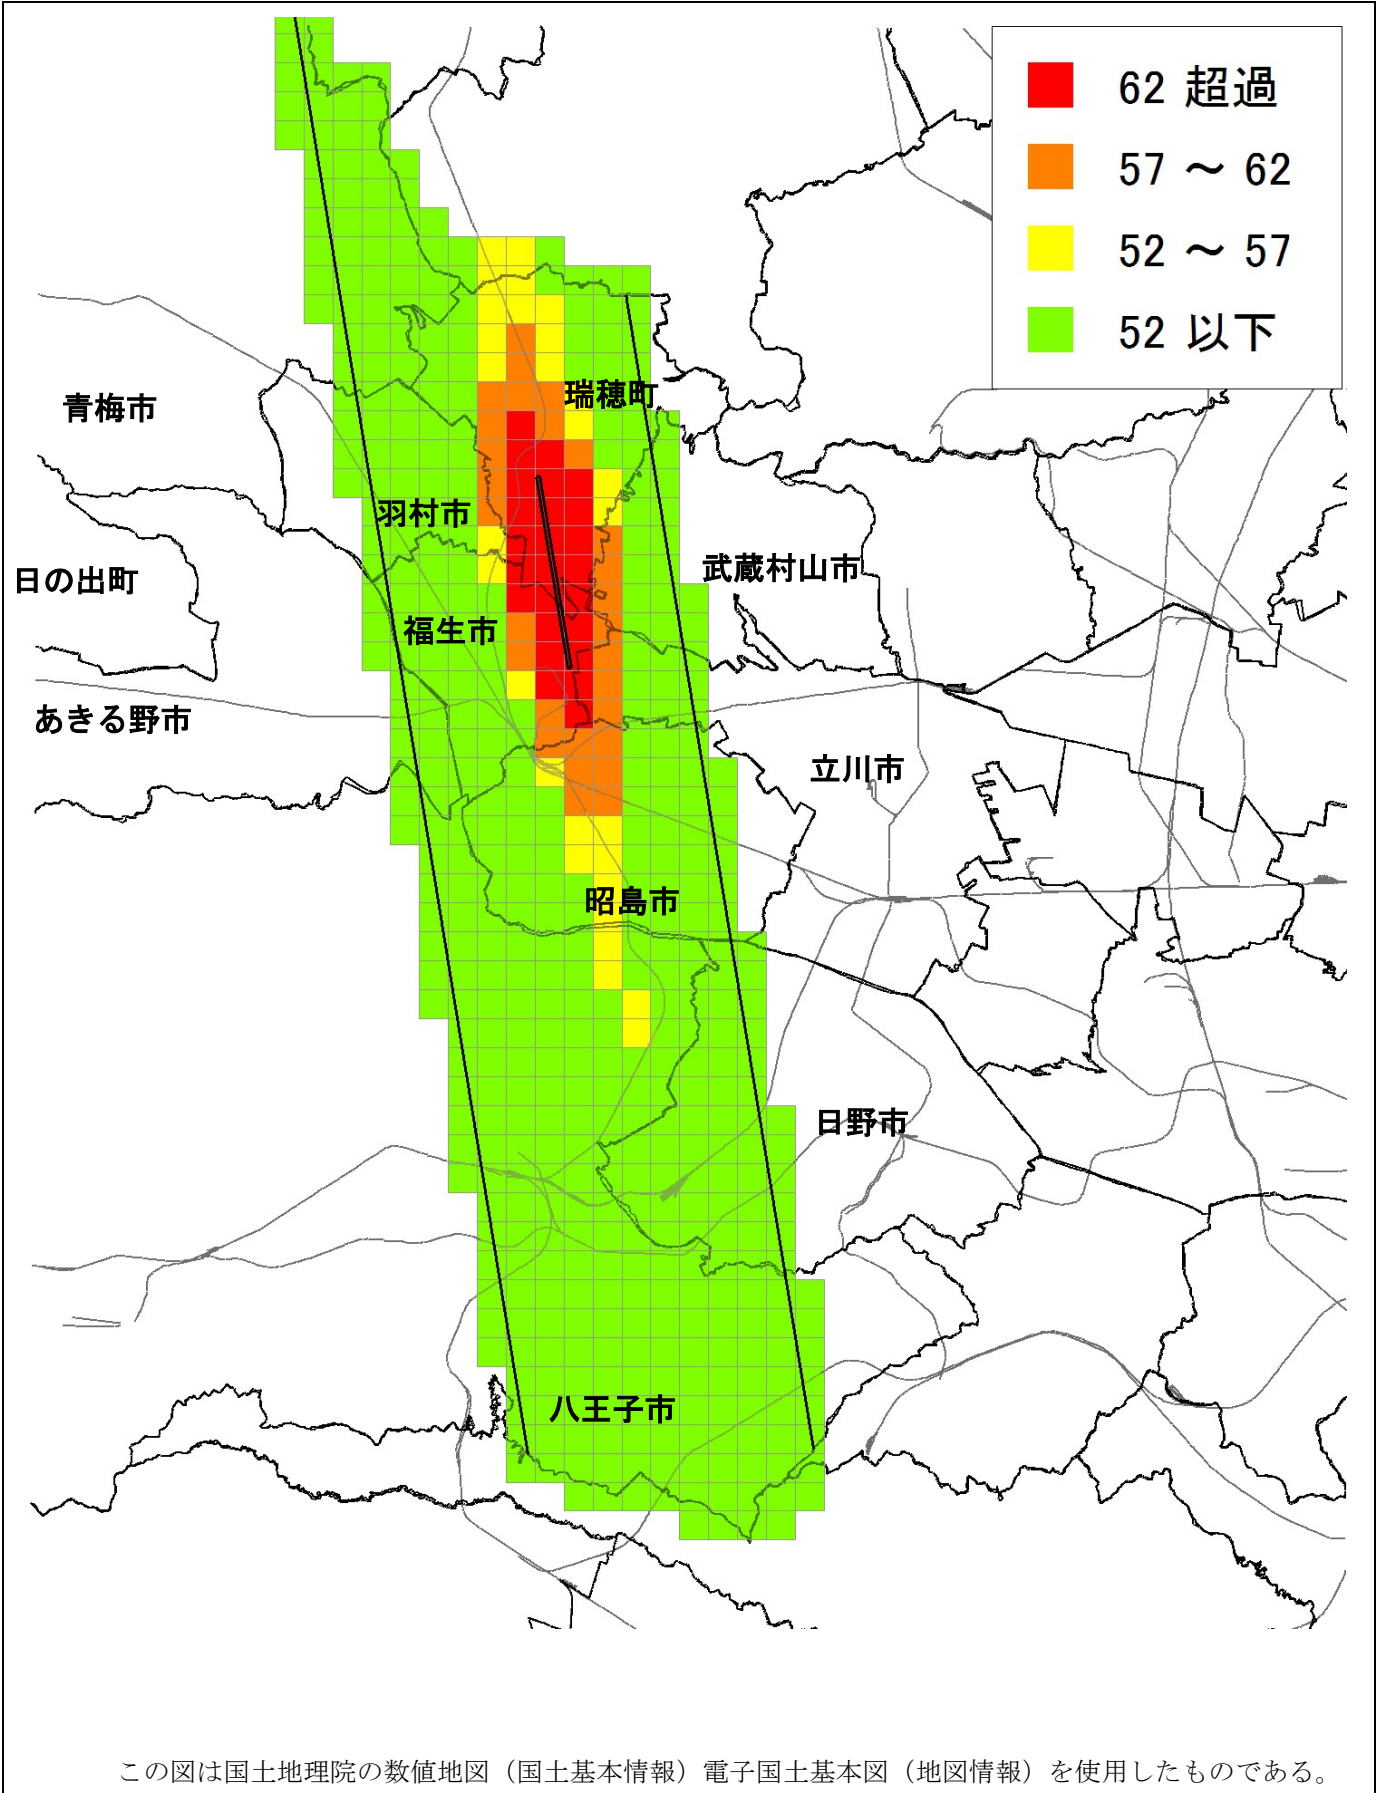 62 超過
57 ～ 62
52 ～ 57
52 以下
瑞穂町
青梅市
羽村市
武蔵村山市
日の出町
福生市
あきる野市
立川市
昭島市
日野市
八王子市
この図は国土地理院の数値地図（国土基本情報）電子国土基本図（地図情報）を使用したものである。